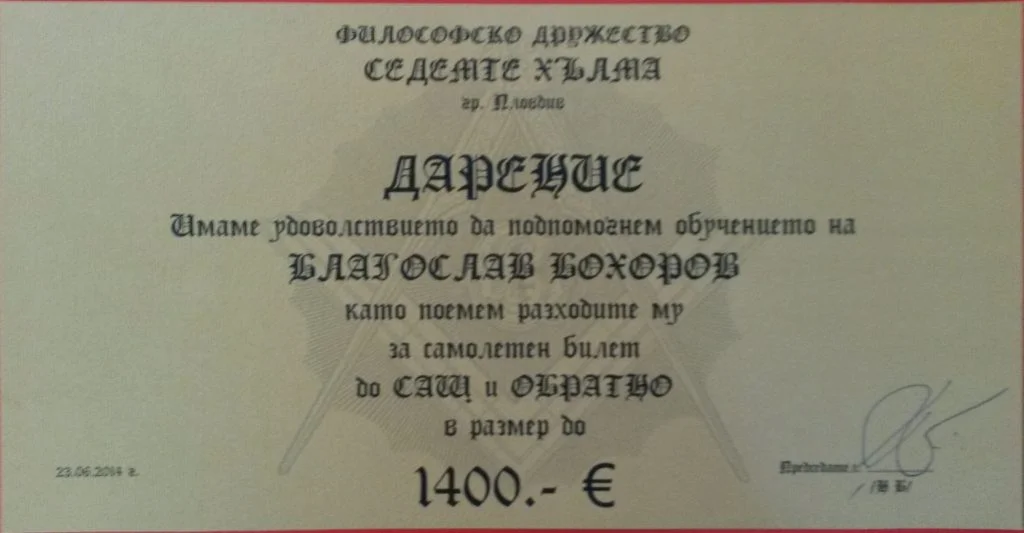 ФИЛОСОФСКО ДРУЖЕСТВО
СЕДЕМТЕ ХЪЛМА
гр. Пловдив
ДАРЕНИЕ
Имаме удоволствието да подпомогнем обучението на
БЛАГОСЛАВ БОХОРОВ
като поемем разходите му
за самолетен билет
до САЩ и ОБРАТНО
в размер до
1400.- €
23.06.2014 г.
Председател:
/Н Б/